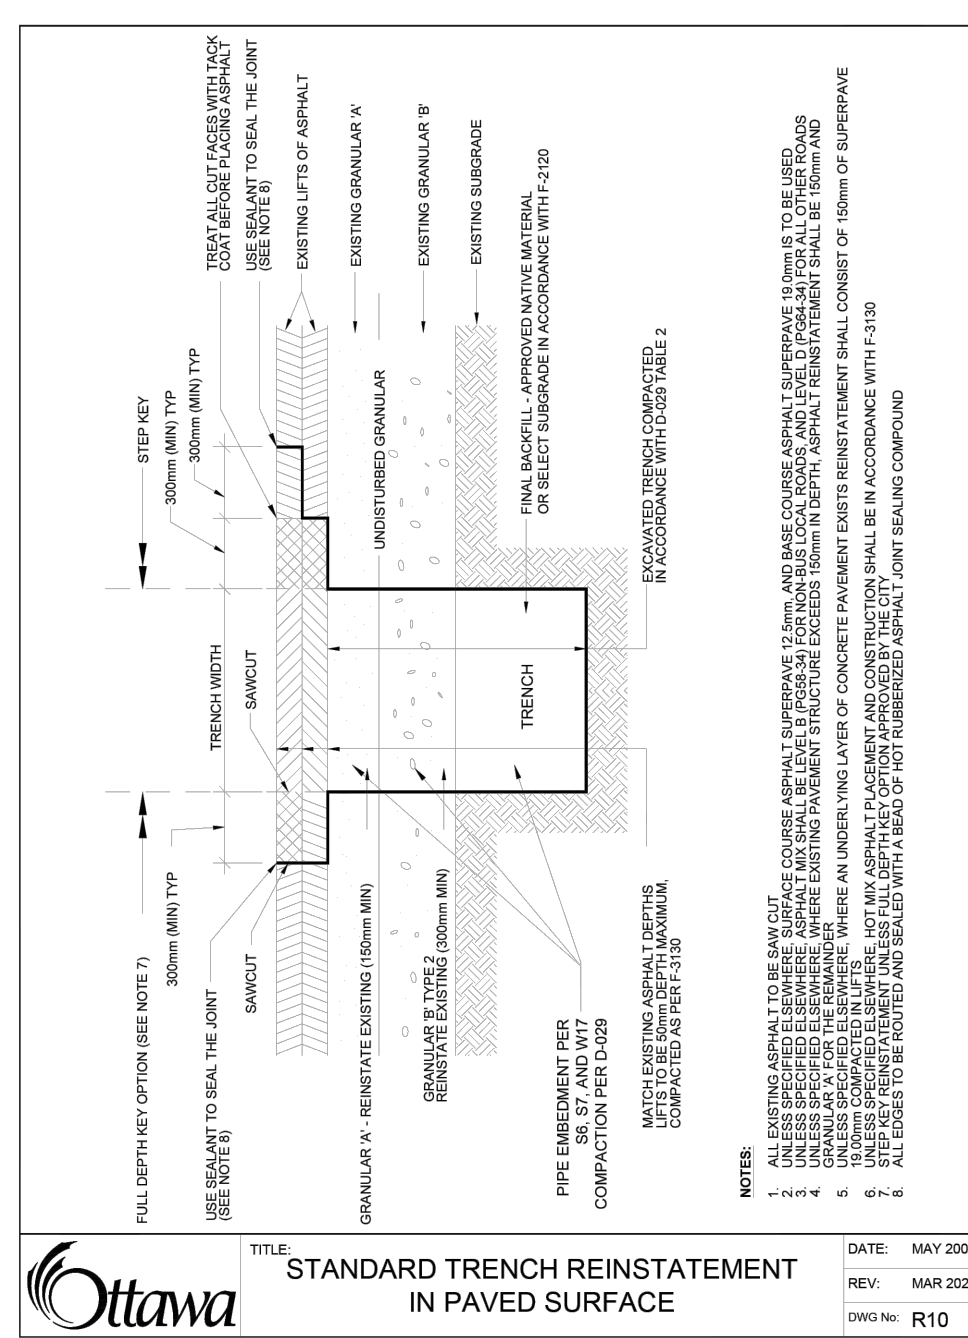 FULL DEPTH KEY OPTION (SEE NOTE 7)
STEP KEY
300mm (MIN) TYP
300mm (MIN) TYP
300mm (MIN) TYP
TRENCH WIDTH
USE SEALANT TO SEAL THE JOINT
(SEE NOTE 8)
SAWCUT
SAWCUT
TREAT ALL CUT FACES WITH TACK
COAT BEFORE PLACING ASPHALT
USE SEALANT TO SEAL THE JOINT
(SEE NOTE 8)
EXISTING LIFTS OF ASPHALT
EXISTING GRANULAR 'A'
EXISTING GRANULAR 'B'
EXISTING SUBGRADE
UNDISTURBED GRANULAR
GRANULAR 'A' - REINSTATE EXISTING (150mm MIN)
GRANULAR 'B' TYPE 2
REINSTATE EXISTING (300mm MIN)
TRENCH
FINAL BACKFILL - APPROVED NATIVE MATERIAL
OR SELECT SUBGRADE IN ACCORDANCE WITH F-2120
PIPE EMBEDMENT PER
S6, S7, AND W17
COMPACTION PER D-029
MATCH EXISTING ASPHALT DEPTHS
LIFTS TO BE 50mm DEPTH MAXIMUM,
COMPACTED AS PER F-3130
EXCAVATED TRENCH COMPACTED
IN ACCORDANCE WITH D-029 TABLE 2
NOTES:
1. ALL EXISTING ASPHALT TO BE SAW CUT
2. UNLESS SPECIFIED ELSEWHERE, SURFACE COURSE ASPHALT SUPERPAVE 12.5mm, AND BASE COURSE ASPHALT SUPERPAVE 19.0mm IS TO BE USED
3. UNLESS SPECIFIED ELSEWHERE, ASPHALT MIX SHALL BE LEVEL B (PG58-34) FOR NON-BUS LOCAL ROADS, AND LEVEL D (PG64-34) FOR ALL OTHER ROADS
4. UNLESS SPECIFIED ELSEWHERE, WHERE EXISTING PAVEMENT STRUCTURE EXCEEDS 150mm IN DEPTH, ASPHALT REINSTATEMENT SHALL BE 150mm AND
GRANULAR 'A' FOR THE REMAINDER
5. UNLESS SPECIFIED ELSEWHERE, WHERE AN UNDERLYING LAYER OF CONCRETE PAVEMENT EXISTS REINSTATEMENT SHALL CONSIST OF 150mm OF SUPERPAVE
19.00mm COMPACTED IN LIFTS
6. UNLESS SPECIFIED ELSEWHERE, HOT MIX ASPHALT PLACEMENT AND CONSTRUCTION SHALL BE IN ACCORDANCE WITH F-3130
7. STEP KEY REINSTATEMENT UNLESS FULL DEPTH KEY OPTION APPROVED BY THE CITY
8. ALL EDGES TO BE ROUTED AND SEALED WITH A BEAD OF HOT RUBBERIZED ASPHALT JOINT SEALING COMPOUND
Ottawa
TITLE:
STANDARD TRENCH REINSTATEMENT
IN PAVED SURFACE
DATE: MAY 200
REV: MAR 202
DWG No: R10